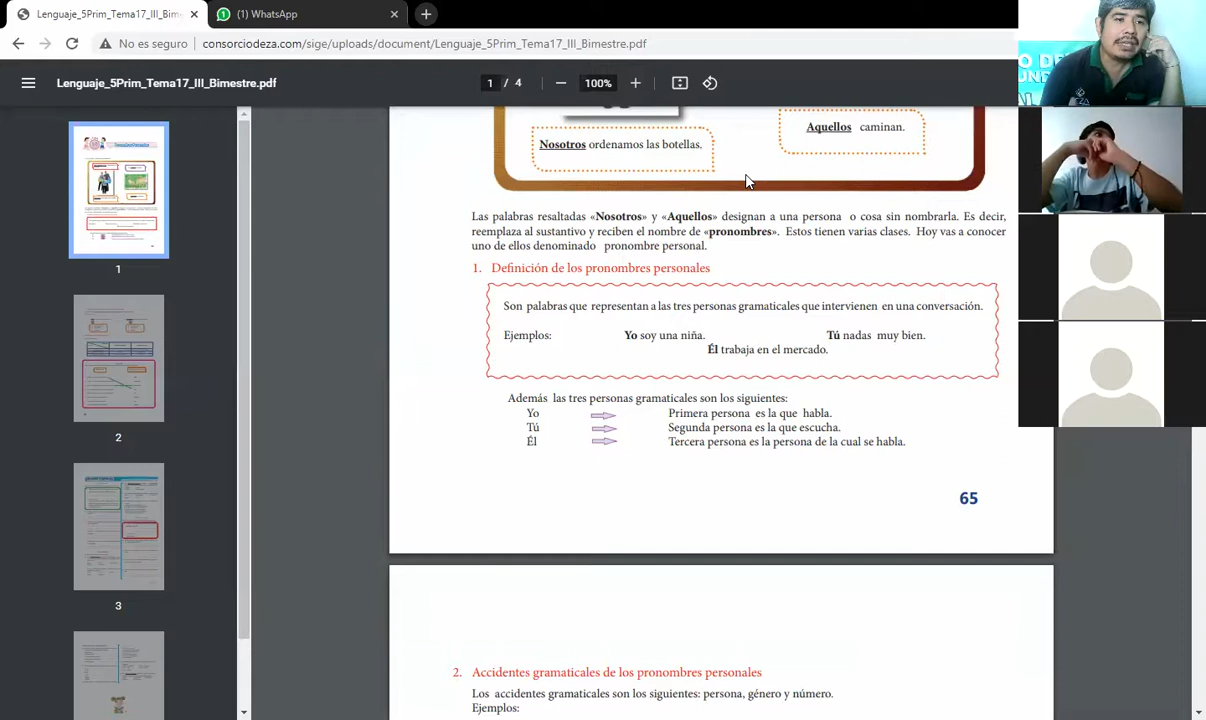 Lenguaje_5Prim_Tema17_III_Bime
(1) WhatsApp
No es seguro
consorciodeza.com/sige/uploads/document/Lenguaje_5Prim_Tema17_III_Bimestre.pdf
Lenguaje_5Prim_Tema17_III_Bimestre.pdf
1 / 4
100%
Aquellos caminan.
Nosotros ordenamos las botellas.
Las palabras resaltadas «Nosotros» y «Aquellos» designan a una persona o cosa sin nombrarla. Es decir,
reemplaza al sustantivo y reciben el nombre de «pronombres». Estos tienen varias clases. Hoy vas a conocer
uno de ellos denominado pronombre personal.
1. Definición de los pronombres personales
Son palabras que representan a las tres personas gramaticales que intervienen en una conversación.
Ejemplos: Yo soy una niña. Tú nadas muy bien.
Él trabaja en el mercado.
Además las tres personas gramaticales son los siguientes:
Yo Primera persona es la que habla.
Tú Segunda persona es la que escucha.
Él Tercera persona es la persona de la cual se habla.
65
2. Accidentes gramaticales de los pronombres personales
Los accidentes gramaticales son los siguientes: persona, género y número.
Ejemplos:
1
2
3